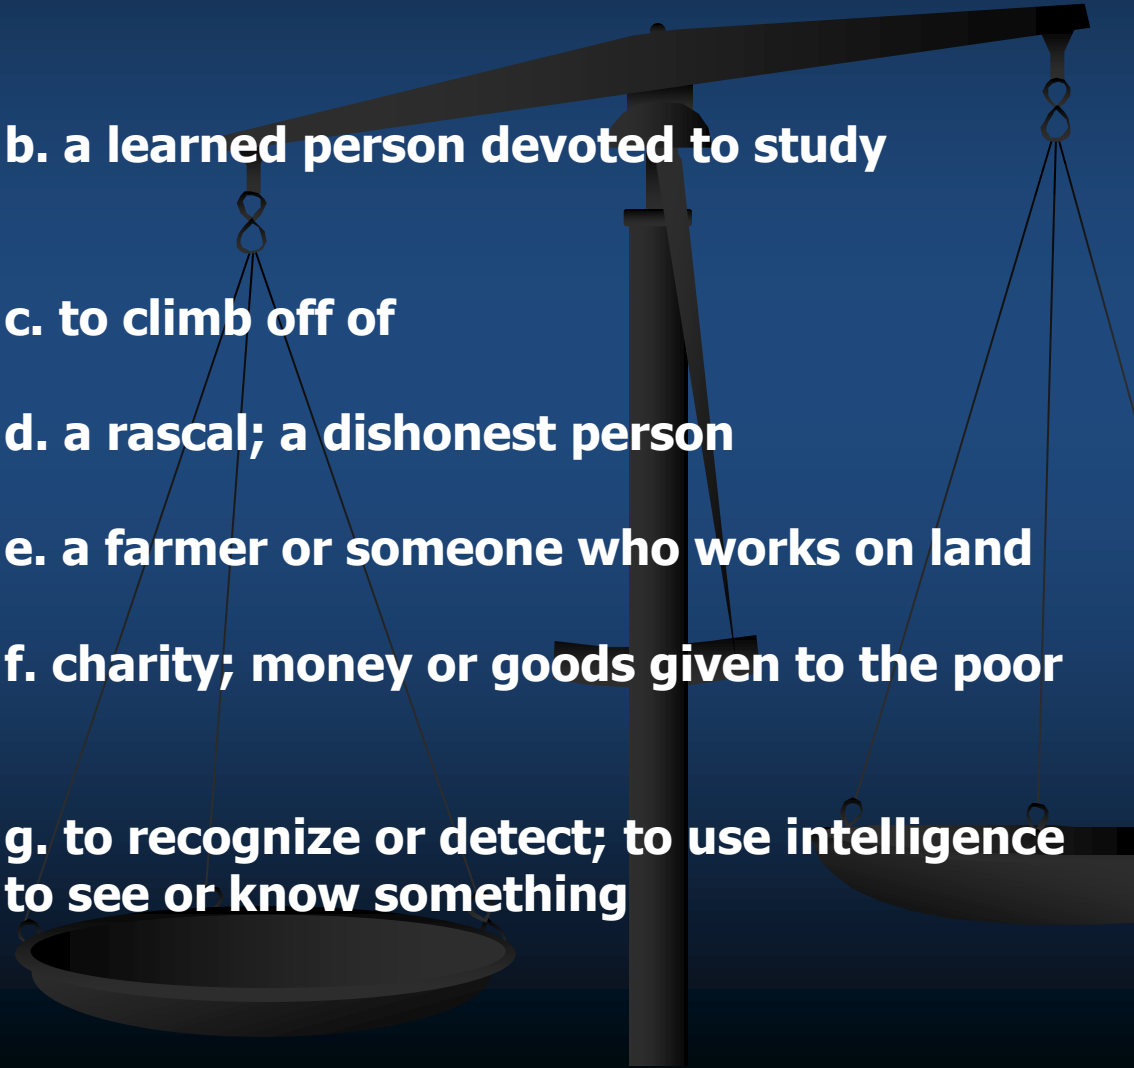 b. a learned person devoted to study
c. to climb off of
d. a rascal; a dishonest person
e. a farmer or someone who works on land
f. charity; money or goods given to the poor
g. to recognize or detect; to use intelligence
to see or know something